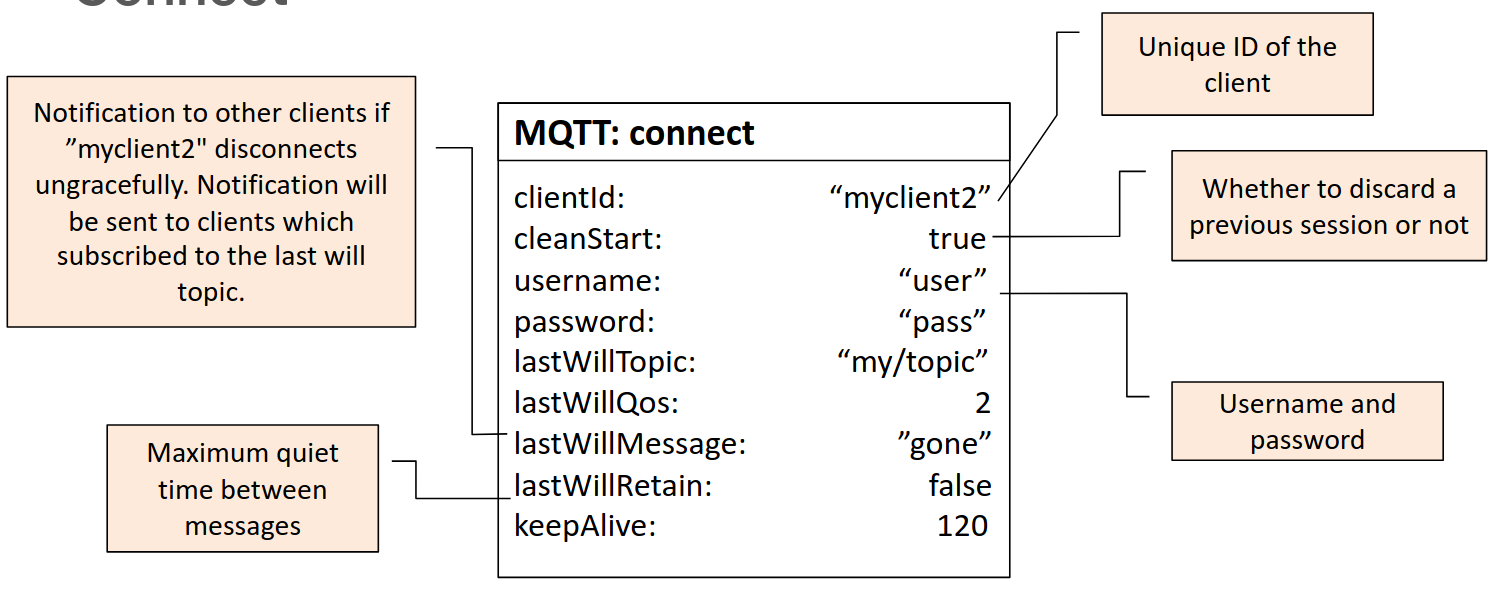 Connect
Unique ID of the
client
Notification to other clients if
”myclient2" disconnects
ungracefully. Notification will
be sent to clients which
subscribed to the last will
topic.
MQTT: connect
Whether to discard a
previous session or not
clientId: “myclient2”
cleanStart: true
username: “user”
password: “pass”
lastWillTopic: “my/topic”
lastWillQos: 2
lastWillMessage: ”gone”
lastWillRetain: false
keepAlive: 120
Username and
password
Maximum quiet
time between
messages